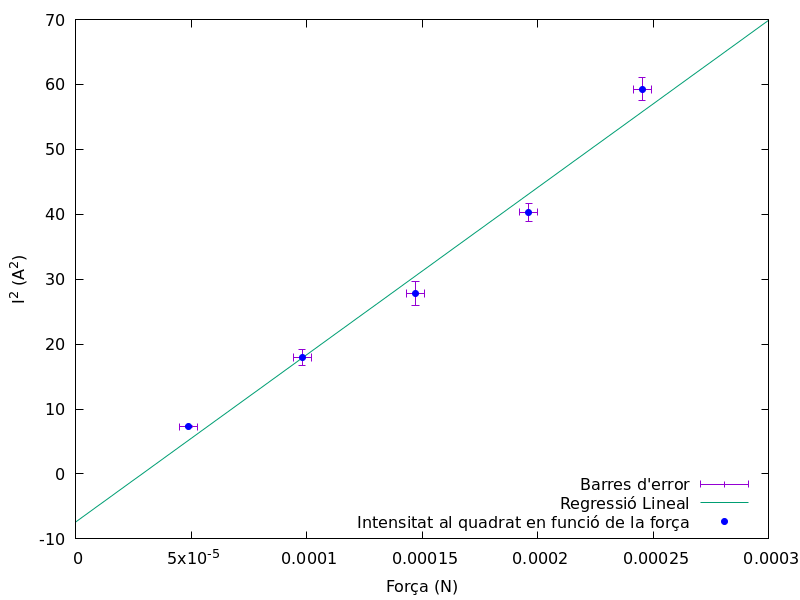 70
60
50
40
30
20
10
0
-10
I² (A²)
Barres d'error
Regressió Lineal
Intensitat al quadrat en funció de la força
0 5x10⁻⁵ 0.0001 0.00015 0.0002 0.00025 0.0003
Força (N)